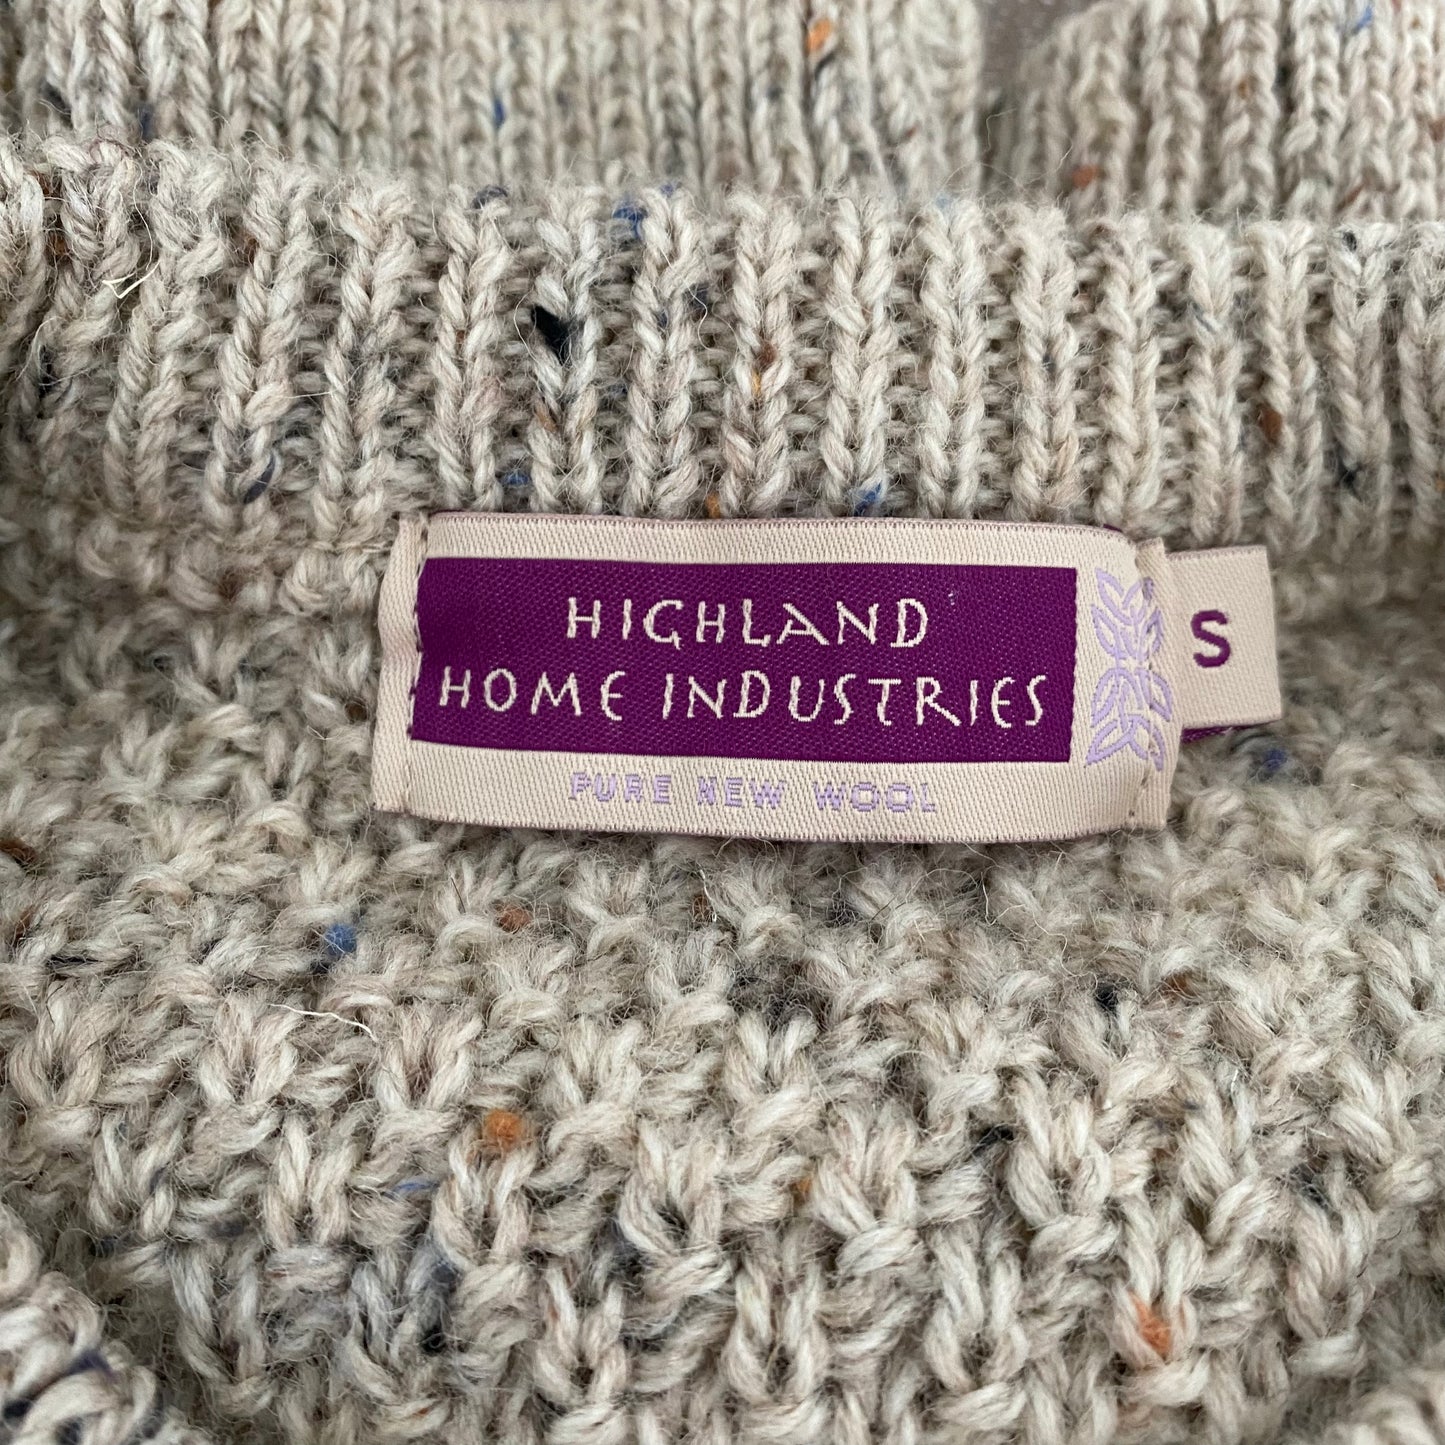 HIGHLAND
HOME INDUSTRIES
PURE NEW WOOL
S